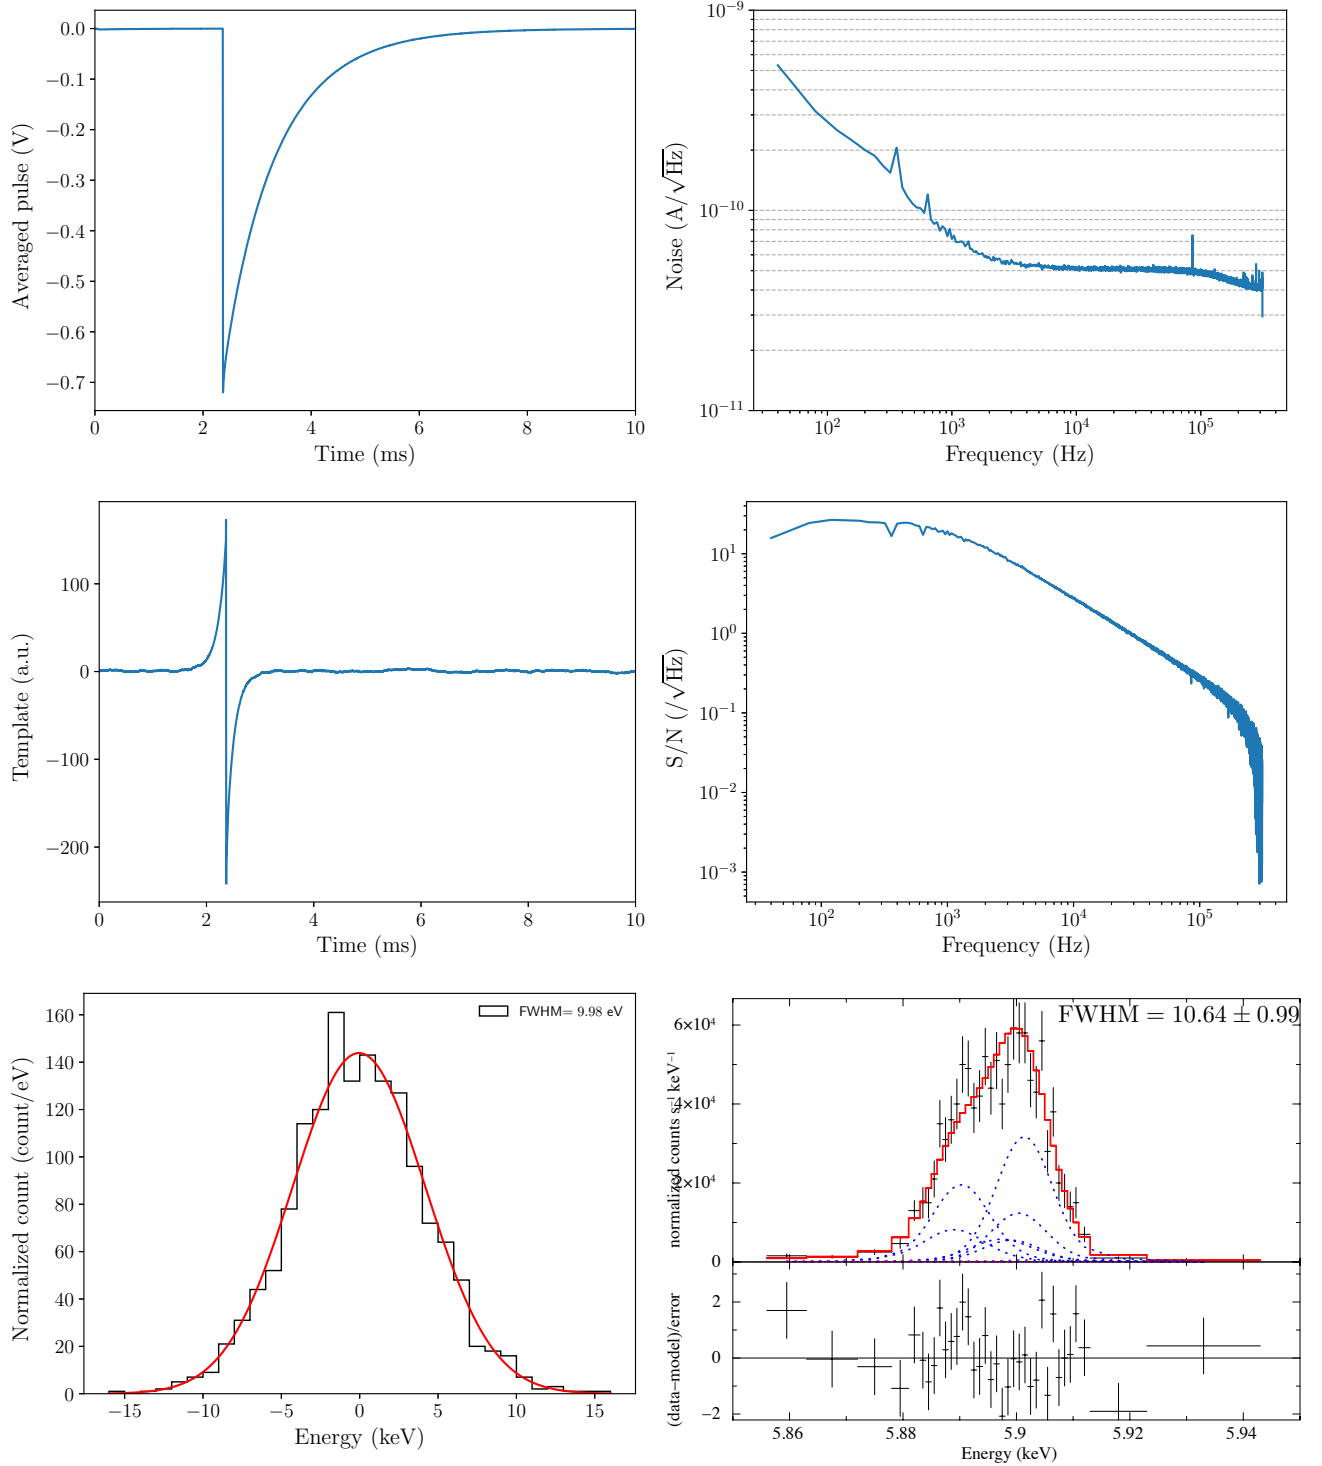 0.0
−0.1
−0.2
−0.3
−0.4
−0.5
−0.6
−0.7
Averaged pulse (V)
0 2 4 6 8 10
Time (ms)
10⁻⁹
10⁻¹⁰
10⁻¹¹
Noise (A/√Hz)
10² 10³ 10⁴ 10⁵
Frequency (Hz)
100
0
−100
−200
Template (a.u.)
0 2 4 6 8 10
Time (ms)
10¹
10⁰
10⁻¹
10⁻²
10⁻³
S/N (/√Hz)
10² 10³ 10⁴ 10⁵
Frequency (Hz)
FWHM= 9.98 eV
160
140
120
100
80
60
40
20
0
Normalized count (count/eV)
−15 −10 −5 0 5 10 15
Energy (keV)
FWHM = 10.64 ± 0.99
6×10⁴
4×10⁴
2×10⁴
0
normalized counts s⁻¹ keV⁻¹
2
0
−2
(data−model)/error
5.86 5.88 5.9 5.92 5.94
Energy (keV)